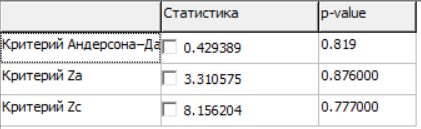 Статистика p-value
Критерий Андерсона–Да 0.429389 0.819
Критерий Za 3.310575 0.876000
Критерий Zc 8.156204 0.777000